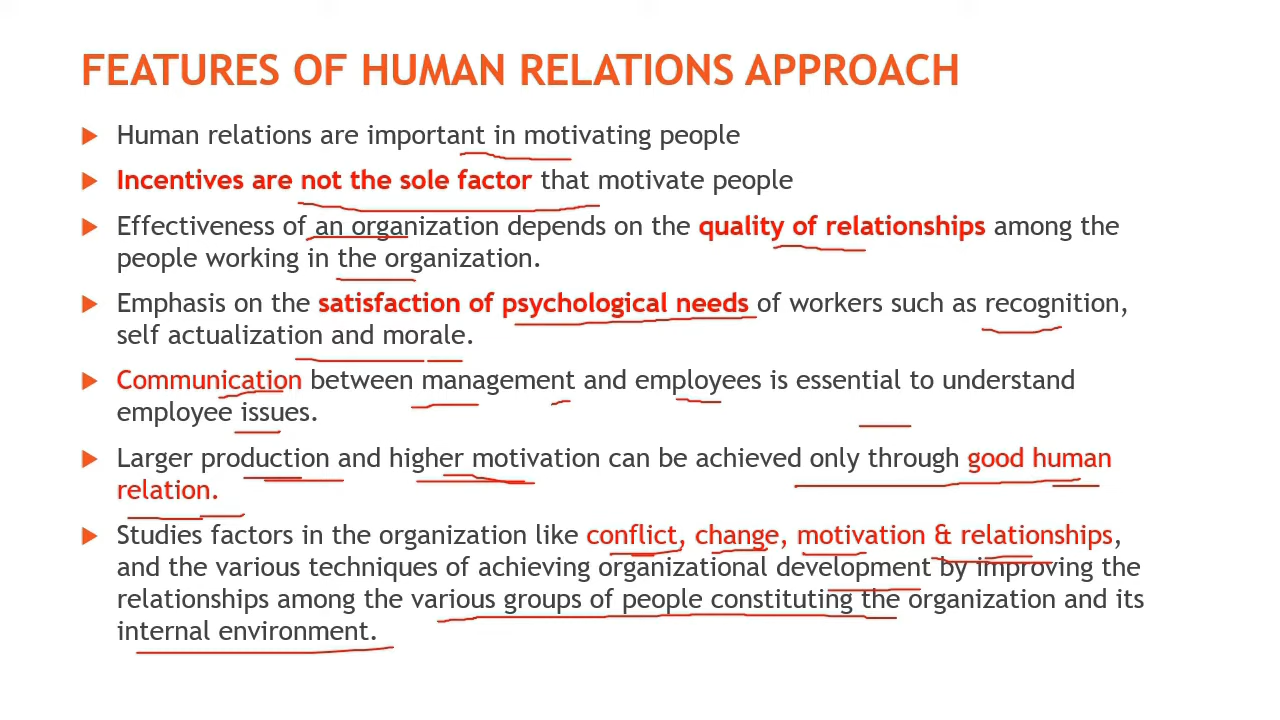 FEATURES OF HUMAN RELATIONS APPROACH
Human relations are important in motivating people
Incentives are not the sole factor that motivate people
Effectiveness of an organization depends on the quality of relationships among the
people working in the organization.
Emphasis on the satisfaction of psychological needs of workers such as recognition,
self actualization and morale.
Communication between management and employees is essential to understand
employee issues.
Larger production and higher motivation can be achieved only through good human
relation.
Studies factors in the organization like conflict, change, motivation & relationships,
and the various techniques of achieving organizational development by improving the
relationships among the various groups of people constituting the organization and its
internal environment.